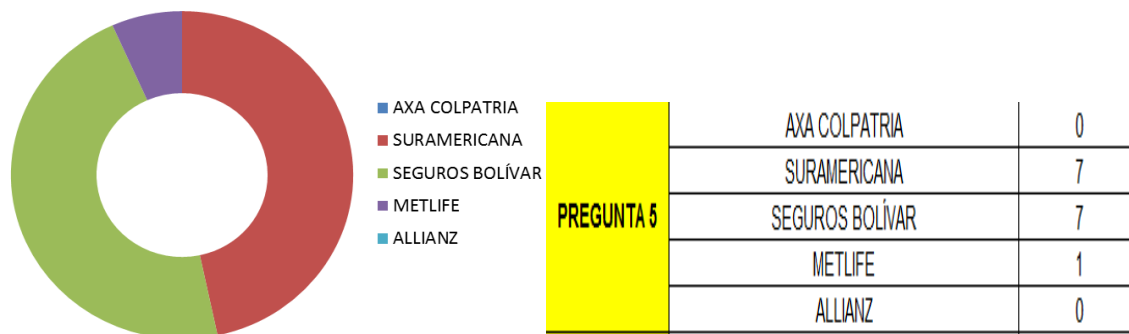 AXA COLPATRIA
SURAMERICANA
SEGUROS BOLÍVAR
METLIFE
ALLIANZ
PREGUNTA 5
AXA COLPATRIA 0
SURAMERICANA 7
SEGUROS BOLÍVAR 7
METLIFE 1
ALLIANZ 0